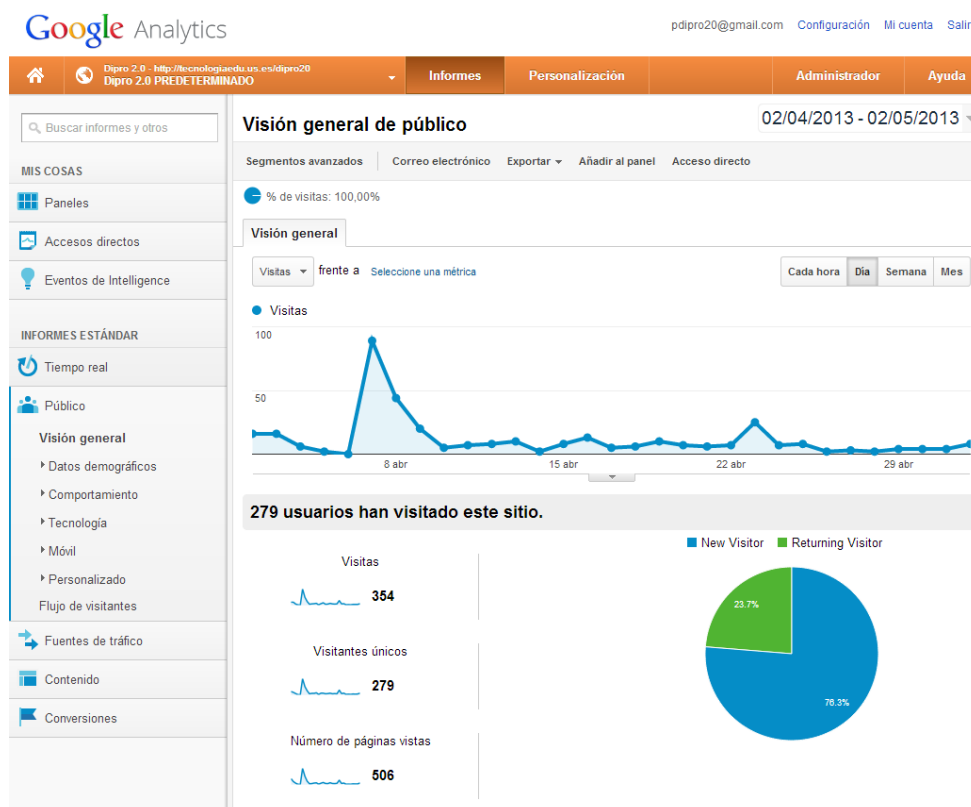 Google Analytics
pdipro20@gmail.com Configuración Mi cuenta Salir
Dipro 2.0 - http://tecnologiaedu.us.es/dipro20
Dipro 2.0 PREDETERMINADO
Informes Personalización Administrador Ayuda
Buscar informes y otros
MIS COSAS
Paneles
Accesos directos
Eventos de Intelligence
INFORMES ESTÁNDAR
Tiempo real
Público
Visión general
Datos demográficos
Comportamiento
Tecnología
Móvil
Personalizado
Flujo de visitantes
Fuentes de tráfico
Contenido
Conversiones
Visión general de público
02/04/2013 - 02/05/2013
Segmentos avanzados Correo electrónico Exportar Añadir al panel Acceso directo
% de visitas: 100,00%
Visión general
Visitas frente a Seleccione una métrica
Cada hora Día Semana Mes
Visitas
100
50
8 abr 15 abr 22 abr 29 abr
279 usuarios han visitado este sitio.
Visitas
354
Visitantes únicos
279
Número de páginas vistas
506
New Visitor Returning Visitor
23.7%
76.3%